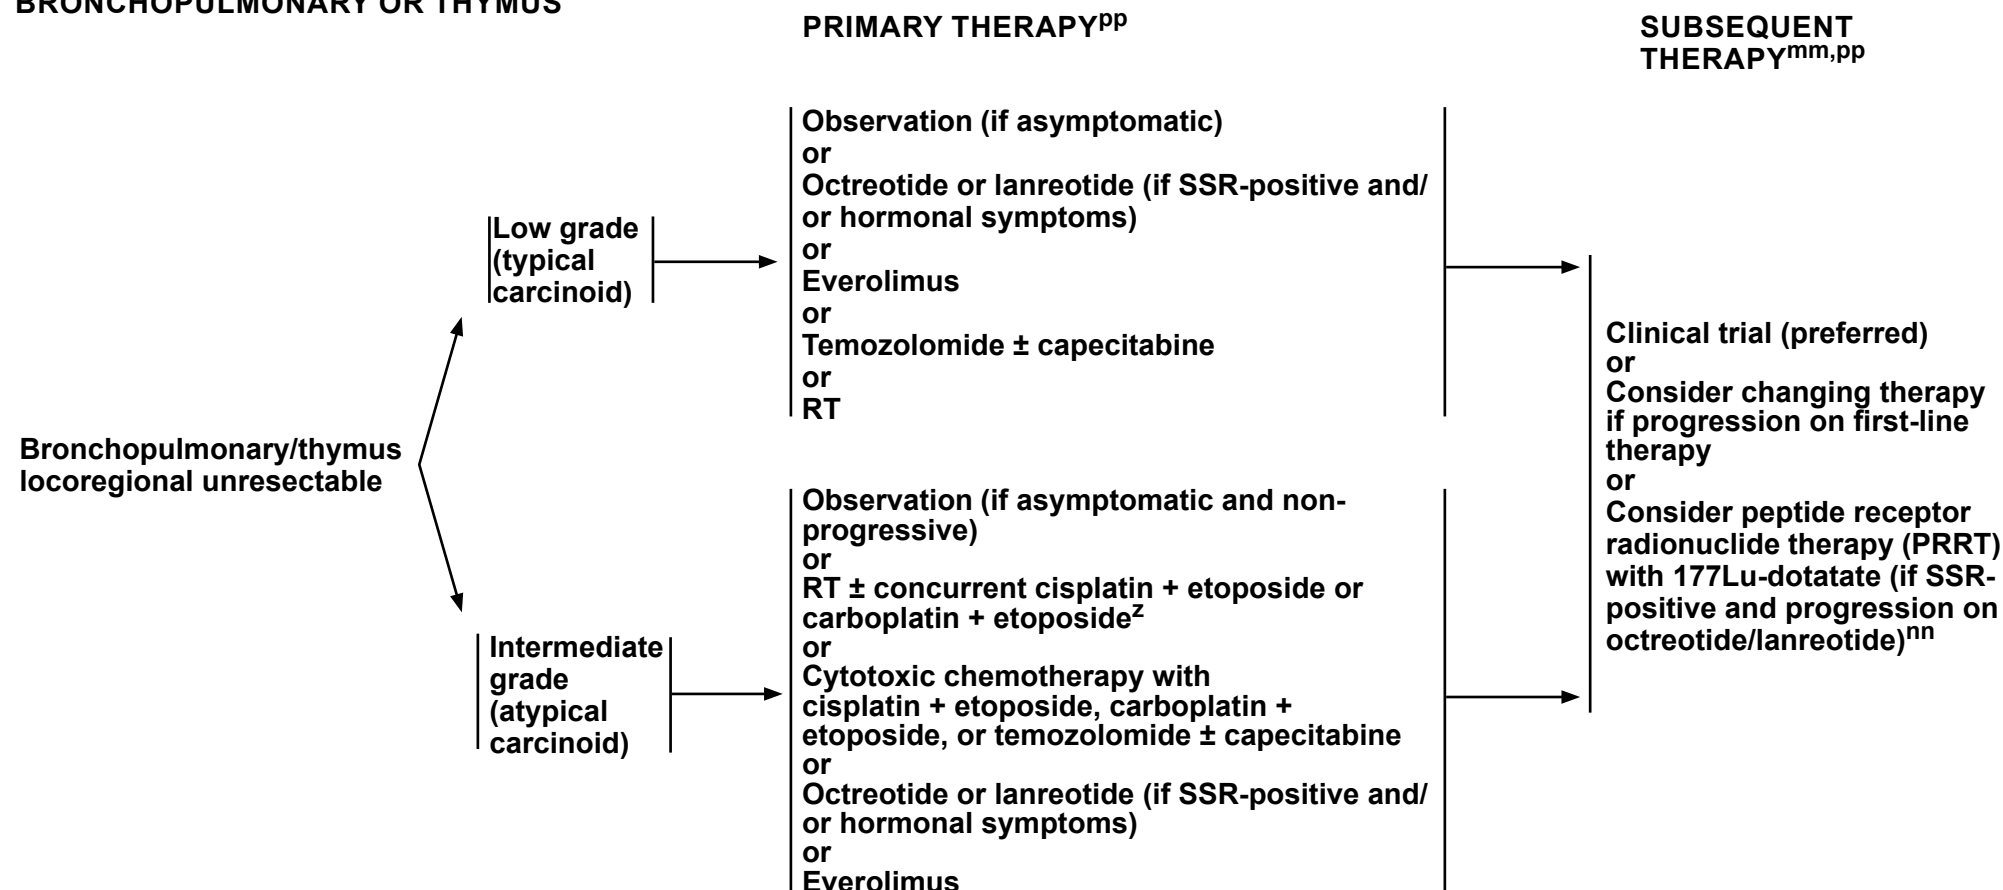 BRONCHOPULMONARY OR THYMUS
PRIMARY THERAPYpp
SUBSEQUENT
THERAPYmm,pp
Bronchopulmonary/thymus
locoregional unresectable
Low grade
(typical
carcinoid)
Observation (if asymptomatic)
or
Octreotide or lanreotide (if SSR-positive and/
or hormonal symptoms)
or
Everolimus
or
Temozolomide ± capecitabine
or
RT
Intermediate
grade
(atypical
carcinoid)
Observation (if asymptomatic and non-
progressive)
or
RT ± concurrent cisplatin + etoposide or
carboplatin + etoposidez
or
Cytotoxic chemotherapy with
cisplatin + etoposide, carboplatin +
etoposide, or temozolomide ± capecitabine
or
Octreotide or lanreotide (if SSR-positive and/
or hormonal symptoms)
or
Everolimus
Clinical trial (preferred)
or
Consider changing therapy
if progression on first-line
therapy
or
Consider peptide receptor
radionuclide therapy (PRRT)
with 177Lu-dotatate (if SSR-
positive and progression on
octreotide/lanreotide)nn